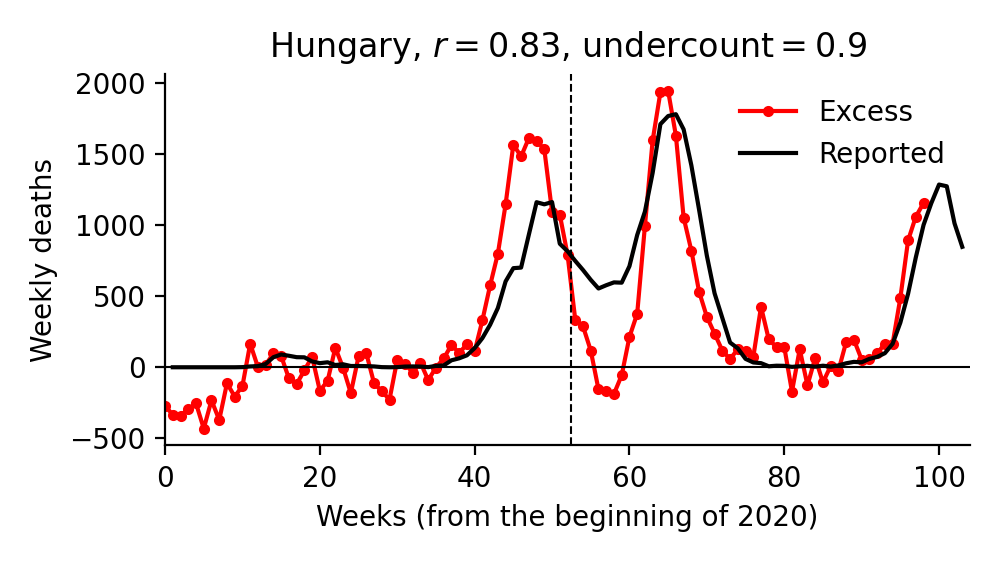 Hungary, r = 0.83, undercount = 0.9
Weekly deaths
2000
1500
1000
500
0
−500
Excess
Reported
0 20 40 60 80 100
Weeks (from the beginning of 2020)